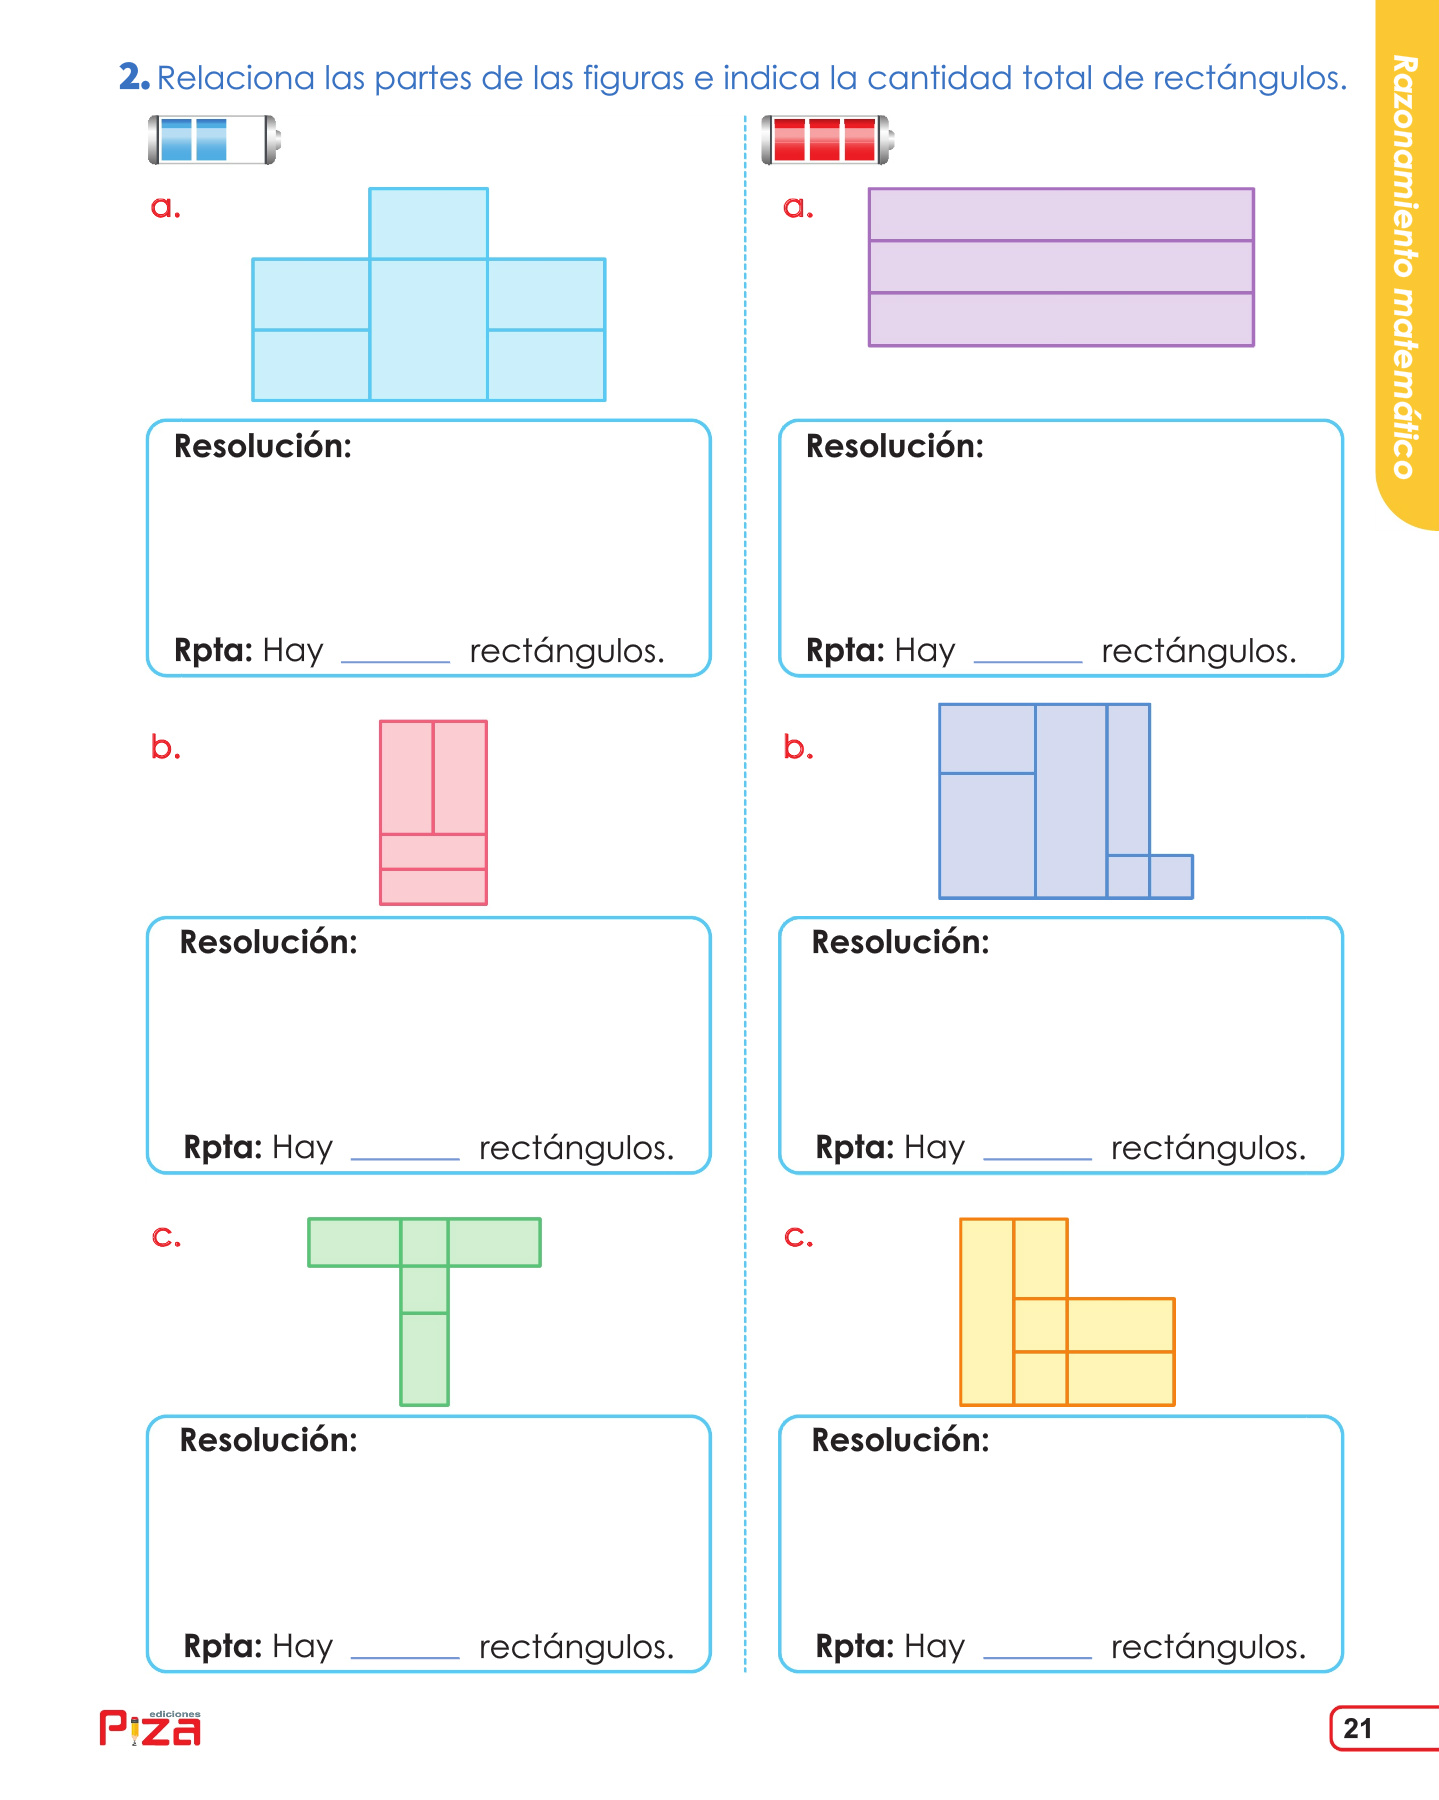 2. Relaciona las partes de las figuras e indica la cantidad total de rectángulos.
Razonamiento matemático
a.
Resolución:
Rpta: Hay ______ rectángulos.
b.
Resolución:
Rpta: Hay ______ rectángulos.
c.
Resolución:
Rpta: Hay ______ rectángulos.
a.
Resolución:
Rpta: Hay ______ rectángulos.
b.
Resolución:
Rpta: Hay ______ rectángulos.
c.
Resolución:
Rpta: Hay ______ rectángulos.
ediciones
Piza
21